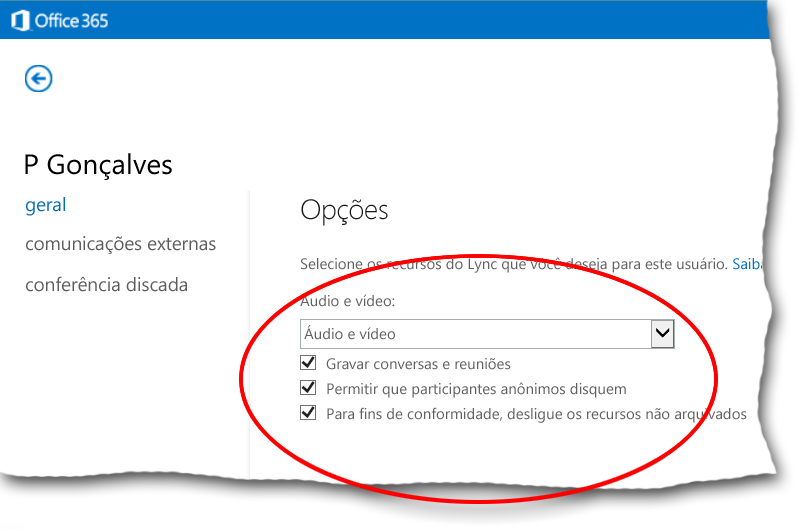 Office 365
P Gonçalves
geral
comunicações externas
conferência discada
Opções
Selecione os recursos do Lync que você deseja para este usuário. Saiba
Áudio e vídeo:
Áudio e vídeo
Gravar conversas e reuniões
Permitir que participantes anônimos disquem
Para fins de conformidade, desligue os recursos não arquivados